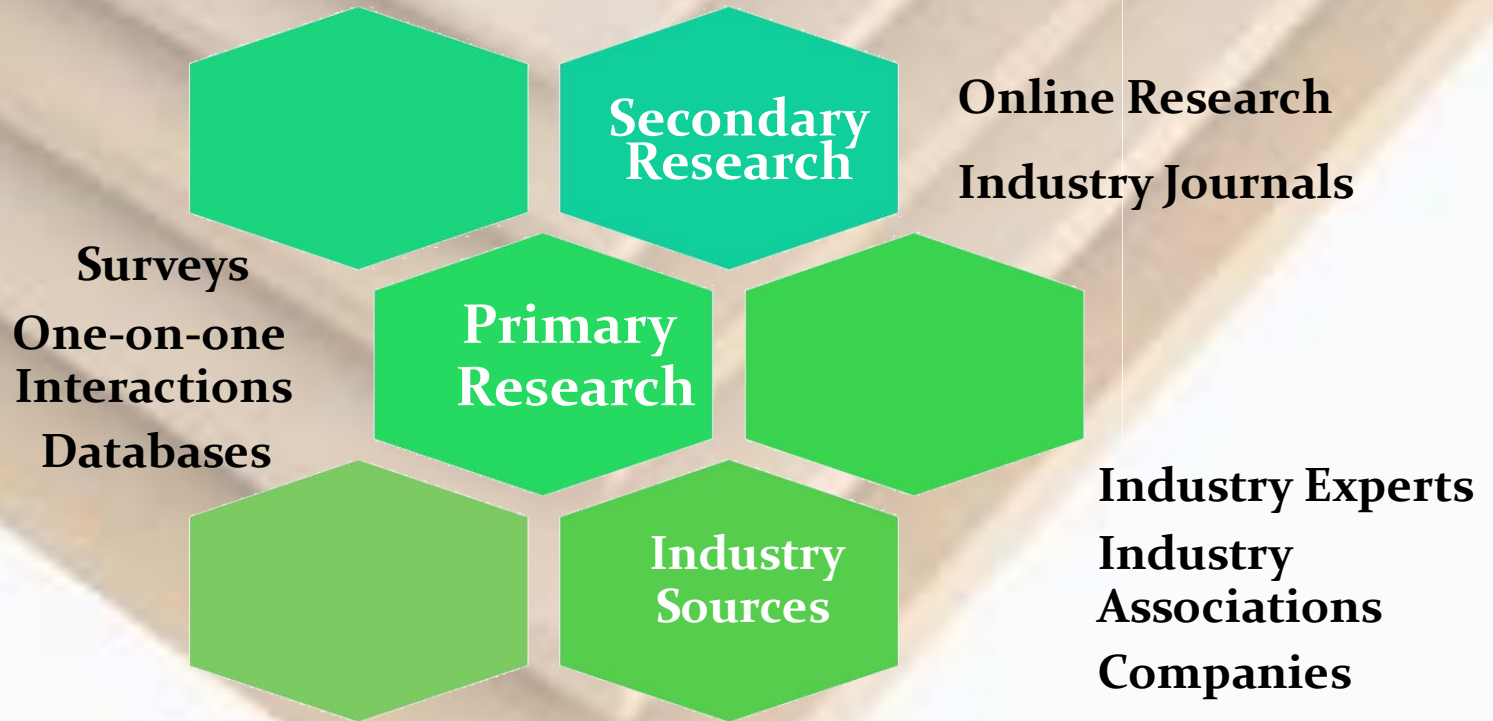 Secondary
Research
Online Research
Industry Journals
Surveys
One-on-one
Interactions
Databases
Primary
Research
Industry
Sources
Industry Experts
Industry
Associations
Companies